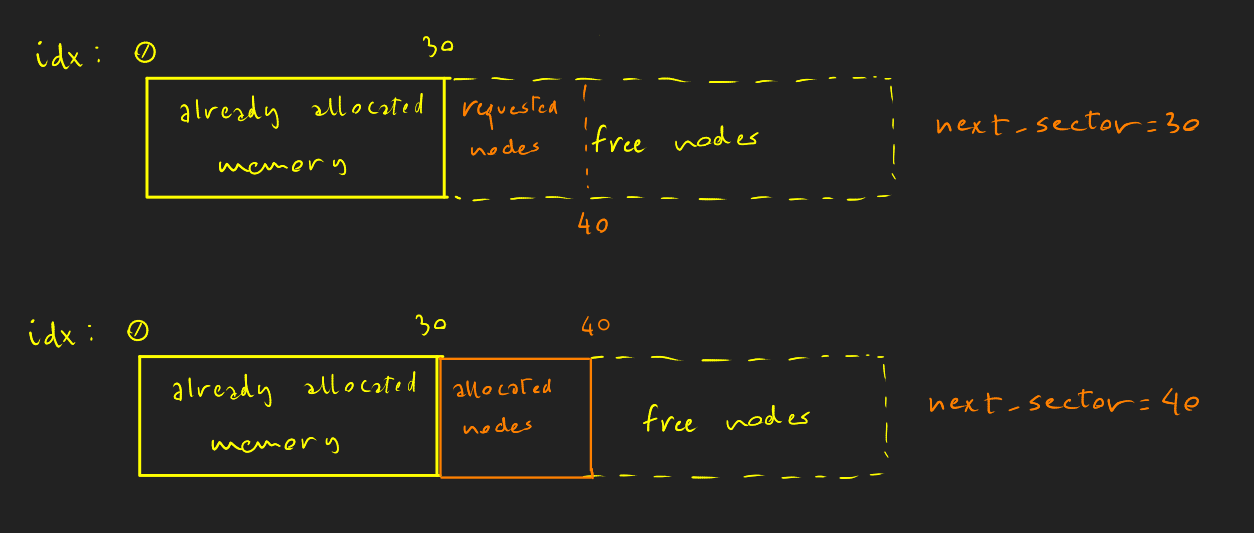 idx: 0 30
already allocated
memory
requested
nodes
free nodes
next_sector=30
40
idx: 0 30 40
already allocated
memory
allocated
nodes
free nodes
next_sector=40